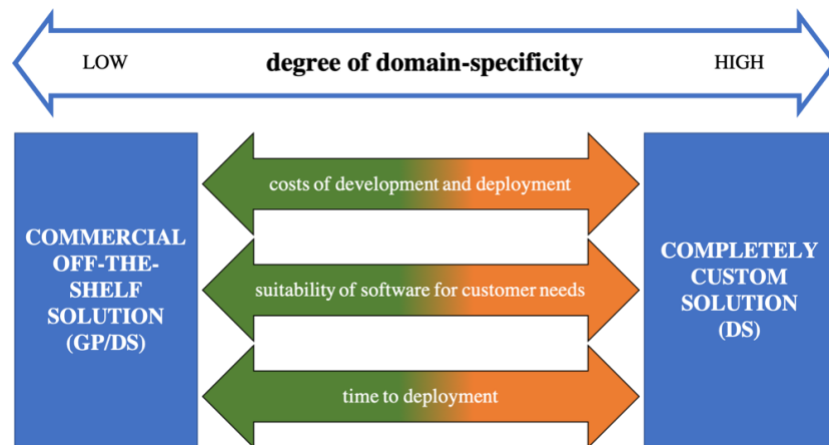 LOW degree of domain-specificity HIGH
COMMERCIAL
OFF-THE-
SHELF
SOLUTION
(GP/DS)
costs of development and deployment
suitability of software for customer needs
time to deployment
COMPLETELY
CUSTOM
SOLUTION
(DS)